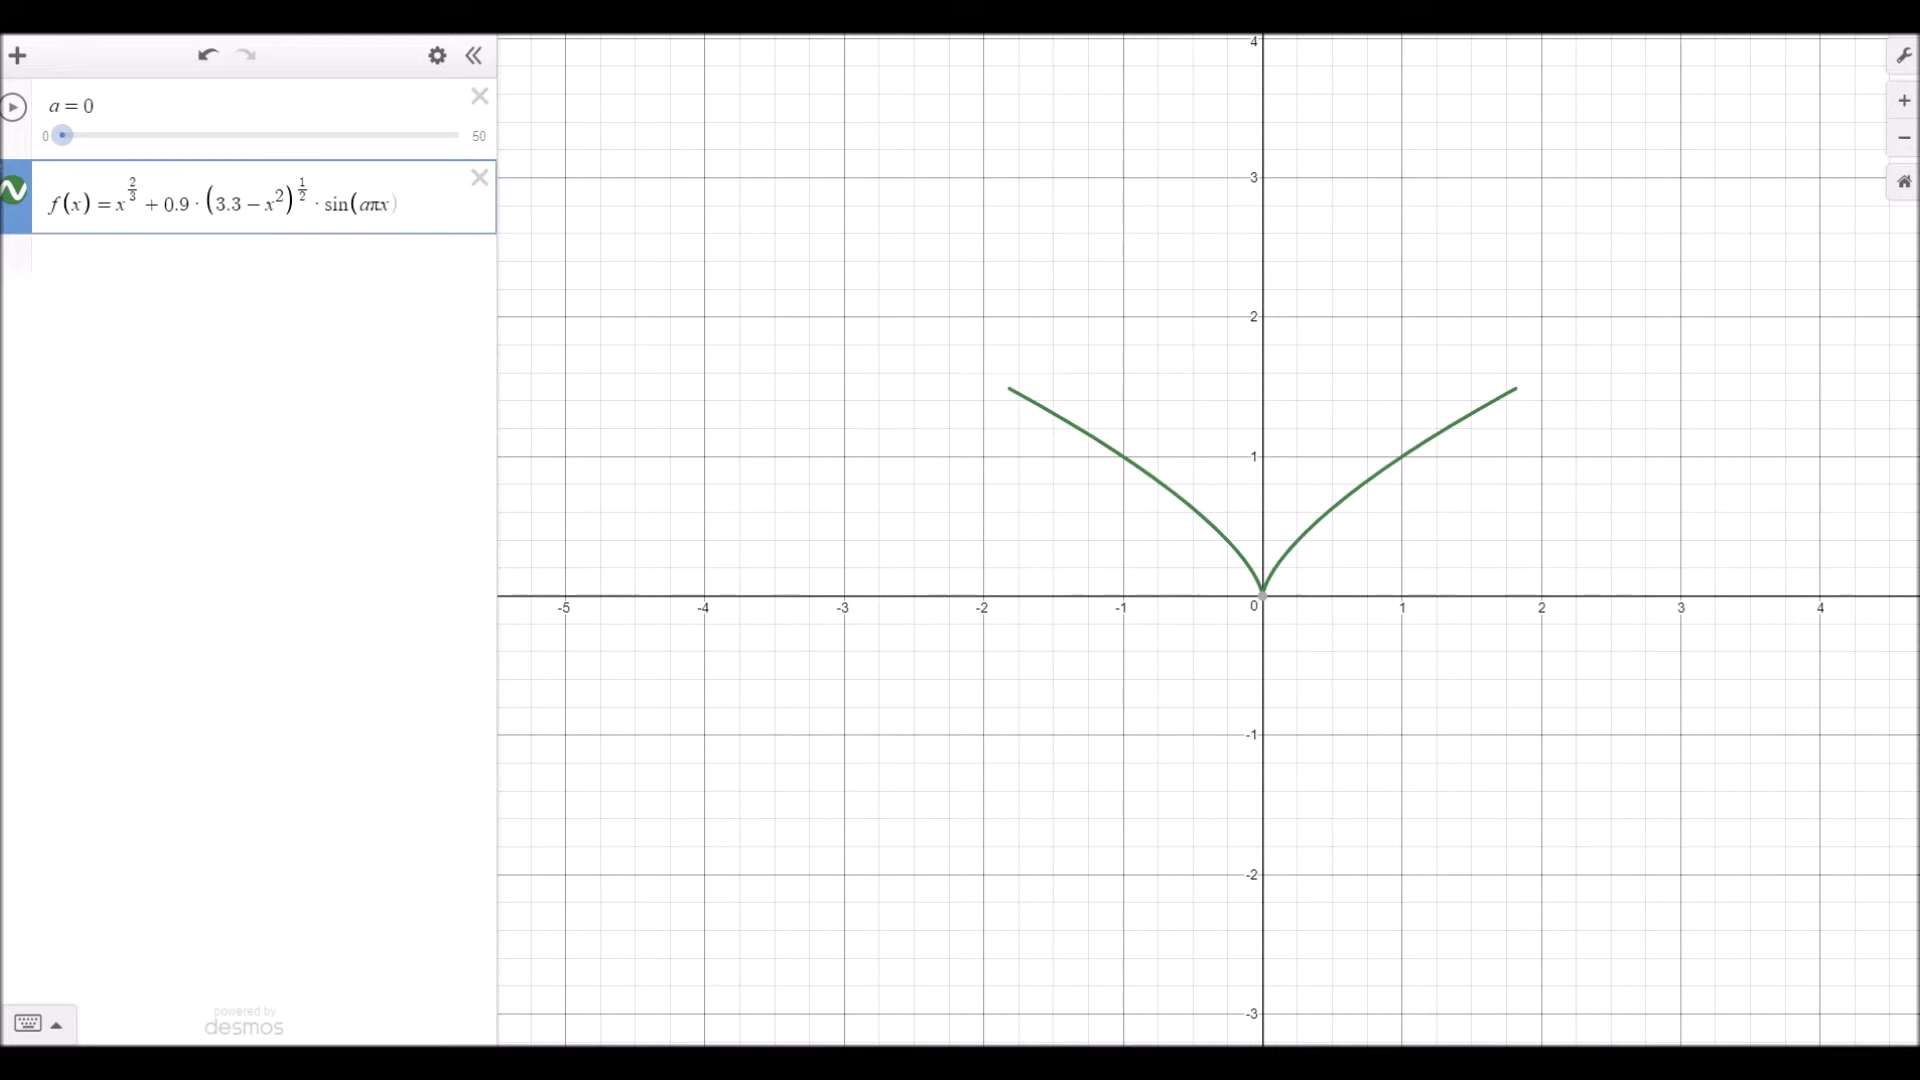 a = 0
0 50
f(x) = x^{2/3} + 0.9 · (3.3 − x^2)^{1/2} · sin(aπx)
powered by
desmos
4
3
2
1
-5 -4 -3 -2 -1 0 1 2 3 4
-1
-2
-3